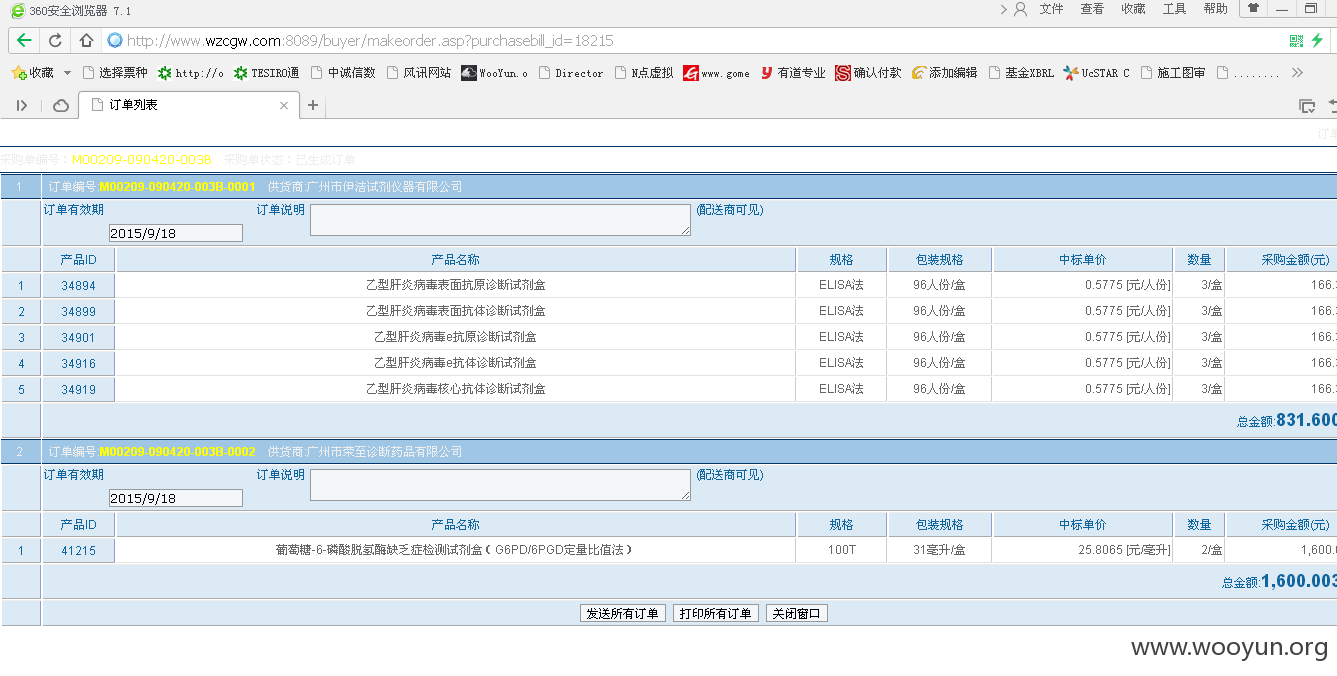 360安全浏览器 7.1
文件 查看 收藏 工具 帮助
http://www.wzcgw.com:8089/buyer/makeorder.asp?purchasebill_id=18215
收藏 选择票种 http://o TESIRO通 中诚信数 风讯网站 WooYun.o Director N点虚拟 www.gome 有道专业 确认付款 添加编辑 基金XBRL UcSTAR C 施工图审 ........
订单列表
订单
采购单编号：M00209-090420-003B ，采购单状态：已生成订单
1 订单编号:M00209-090420-003B-0001 供货商:广州市伊洁试剂仪器有限公司
订单有效期 订单说明 (配送商可见)
2015/9/18
产品ID 产品名称 规格 包装规格 中标单价 数量 采购金额(元)
1 34894 乙型肝炎病毒表面抗原诊断试剂盒 ELISA法 96人份/盒 0.5775 [元/人份] 3/盒 166.
2 34899 乙型肝炎病毒表面抗体诊断试剂盒 ELISA法 96人份/盒 0.5775 [元/人份] 3/盒 166.
3 34901 乙型肝炎病毒e抗原诊断试剂盒 ELISA法 96人份/盒 0.5775 [元/人份] 3/盒 166.
4 34916 乙型肝炎病毒e抗体诊断试剂盒 ELISA法 96人份/盒 0.5775 [元/人份] 3/盒 166.
5 34919 乙型肝炎病毒核心抗体诊断试剂盒 ELISA法 96人份/盒 0.5775 [元/人份] 3/盒 166.
总金额:831.600
2 订单编号:M00209-090420-003B-0002 供货商:广州市荣至诊断药品有限公司
订单有效期 订单说明 (配送商可见)
2015/9/18
产品ID 产品名称 规格 包装规格 中标单价 数量 采购金额(元)
1 41215 葡萄糖-6-磷酸脱氢酶缺乏症检测试剂盒（G6PD/6PGD定量比值法） 100T 31毫升/盒 25.8065 [元/毫升] 2/盒 1,600.0
总金额:1,600.003
发送所有订单 打印所有订单 关闭窗口
www.wooyun.org